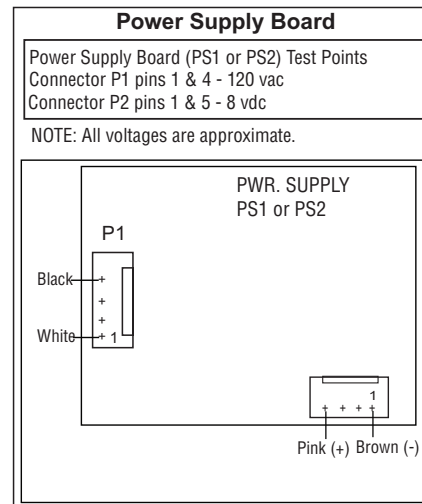 Power Supply Board
Power Supply Board (PS1 or PS2) Test Points
Connector P1 pins 1 & 4 - 120 vac
Connector P2 pins 1 & 5 - 8 vdc
NOTE: All voltages are approximate.
PWR. SUPPLY
PS1 or PS2
P1
Black
White
1
1
Pink (+) Brown (-)